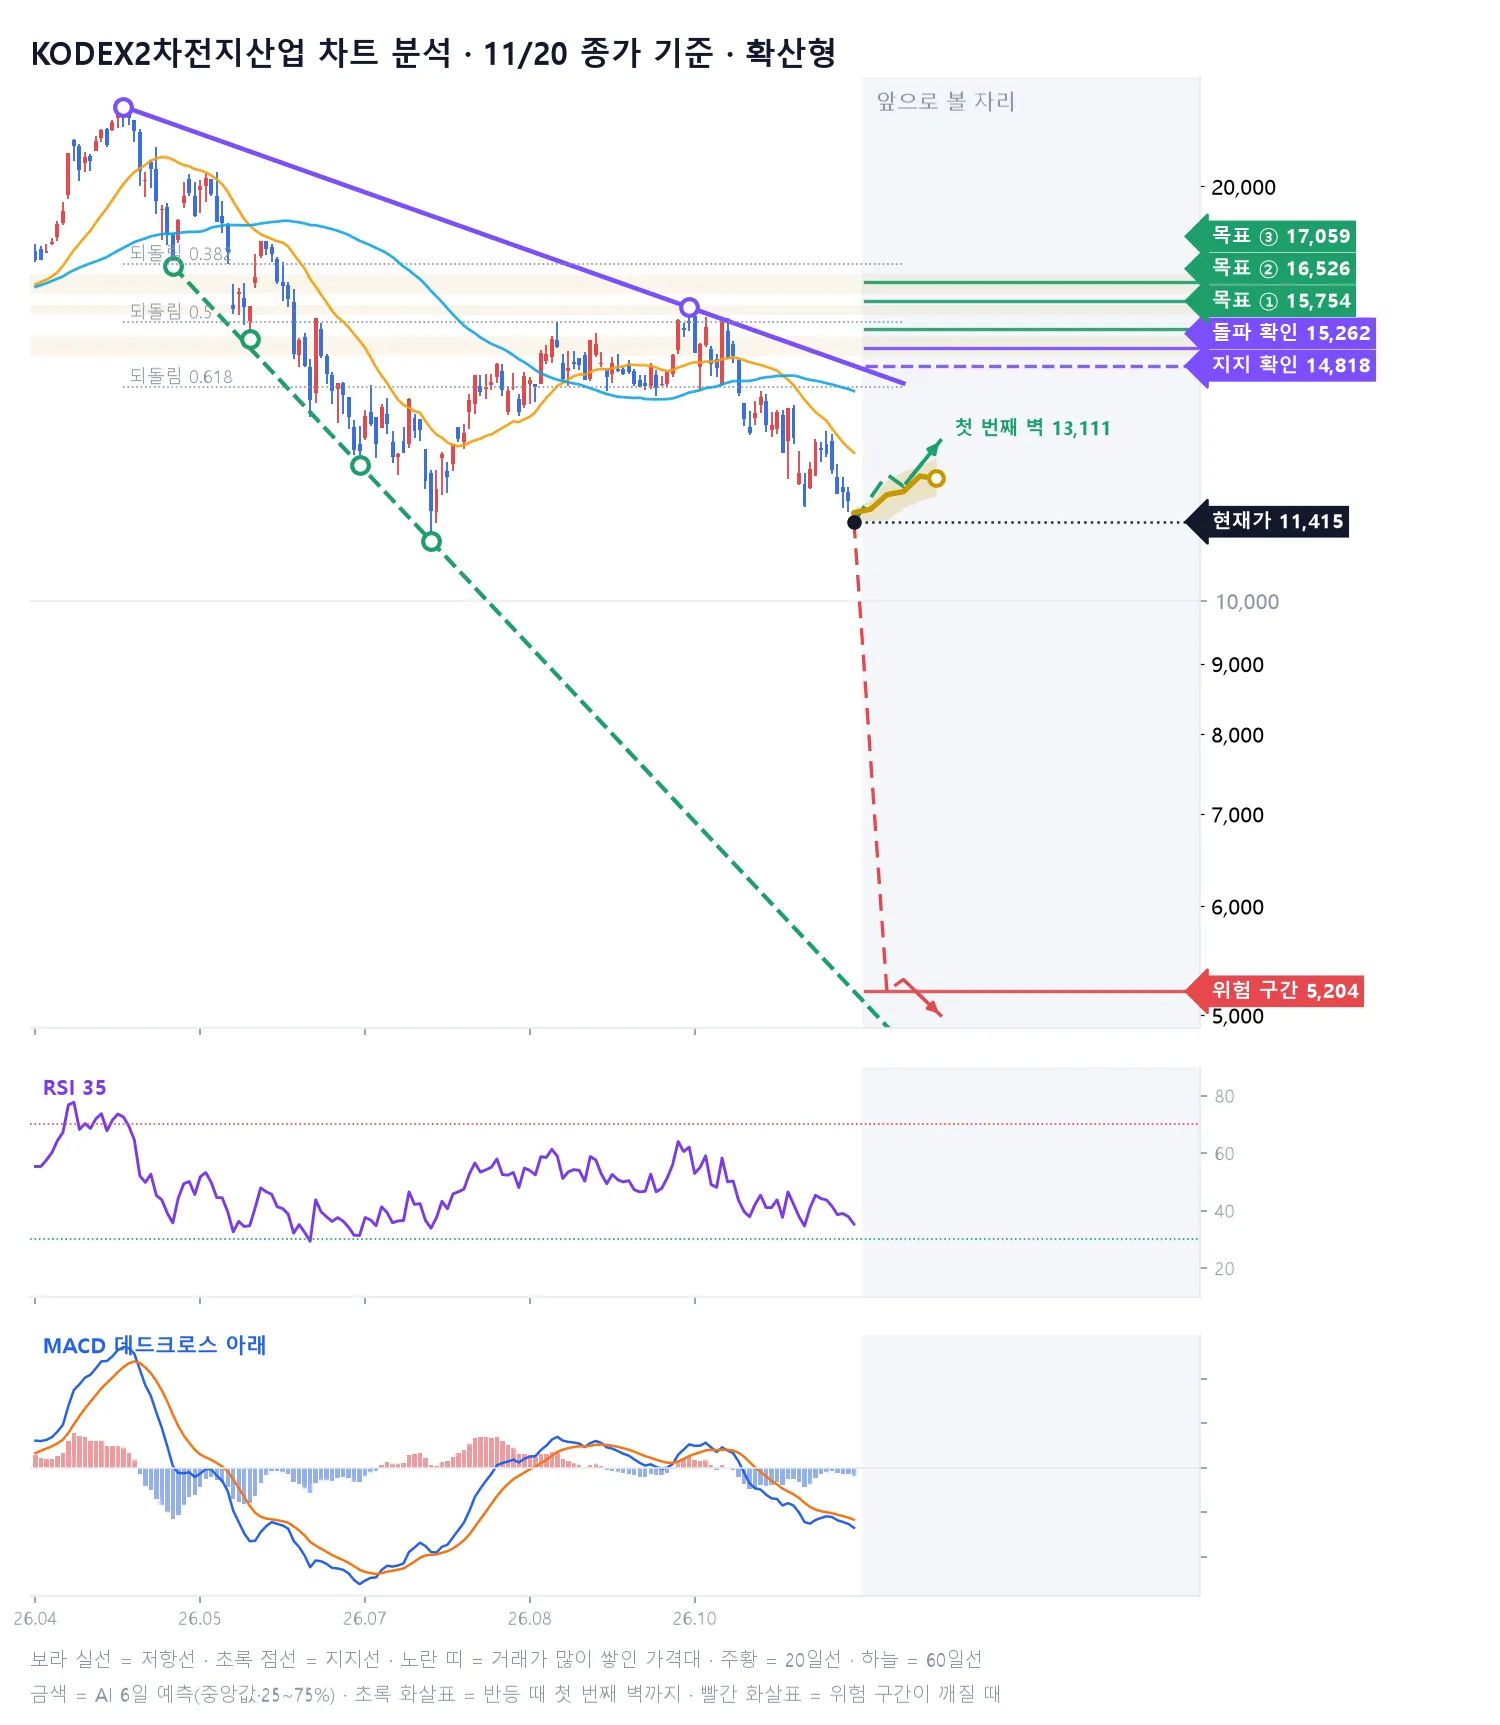 KODEX2차전지산업 차트 분석 · 11/20 종가 기준 · 확산형
앞으로 볼 자리
20,000
목표 ③ 17,059
되돌림 0.382
목표 ② 16,526
목표 ① 15,754
되돌림 0.5
돌파 확인 15,262
지지 확인 14,818
되돌림 0.618
첫 번째 벽 13,111
현재가 11,415
10,000
9,000
8,000
7,000
6,000
위험 구간 5,204
5,000
RSI 35
80
60
40
20
MACD 데드크로스 아래
26.04 26.05 26.07 26.08 26.10
보라 실선 = 저항선 · 초록 점선 = 지지선 · 노란 띠 = 거래가 많이 쌓인 가격대 · 주황 = 20일선 · 하늘 = 60일선
금색 = AI 6일 예측(중앙값·25~75%) · 초록 화살표 = 반등 때 첫 번째 벽까지 · 빨간 화살표 = 위험 구간이 깨질 때